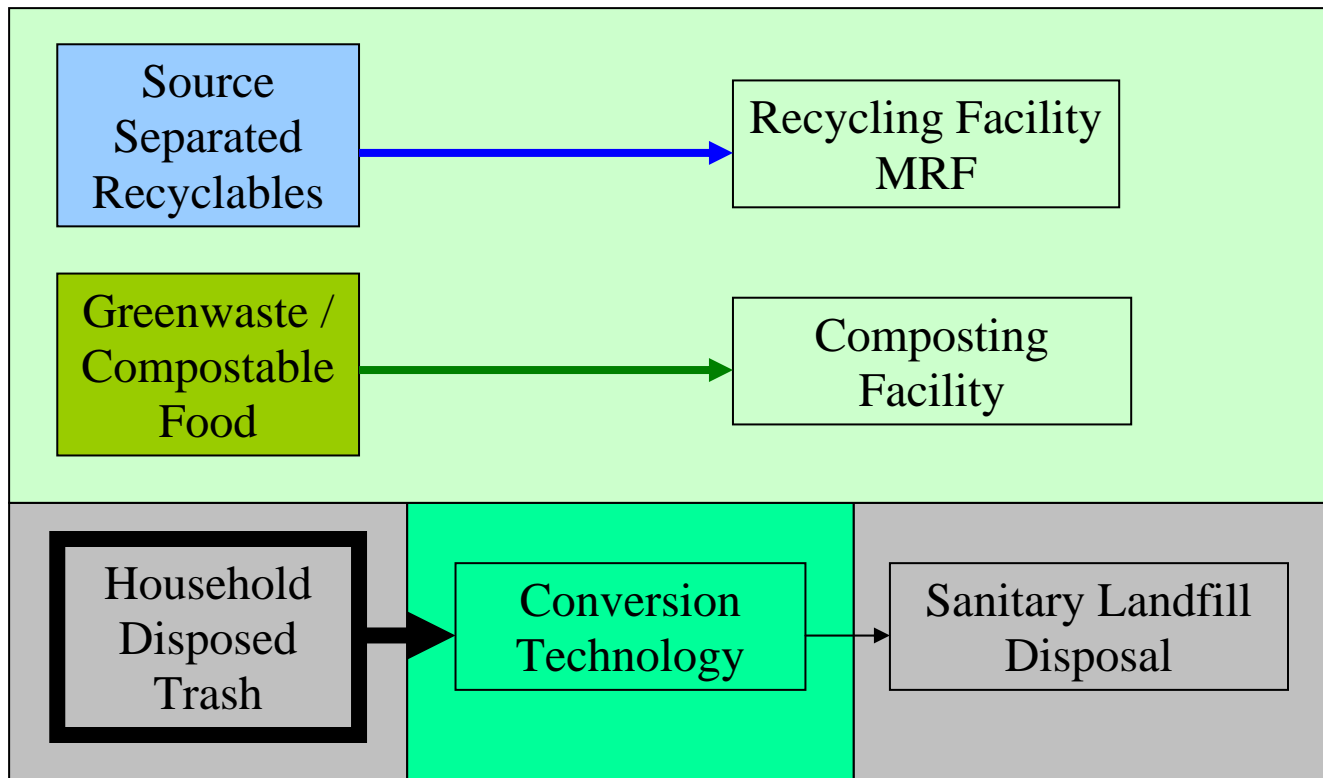 Source
Separated
Recyclables
Recycling Facility
MRF
Greenwaste /
Compostable
Food
Composting
Facility
Household
Disposed
Trash
Conversion
Technology
Sanitary Landfill
Disposal